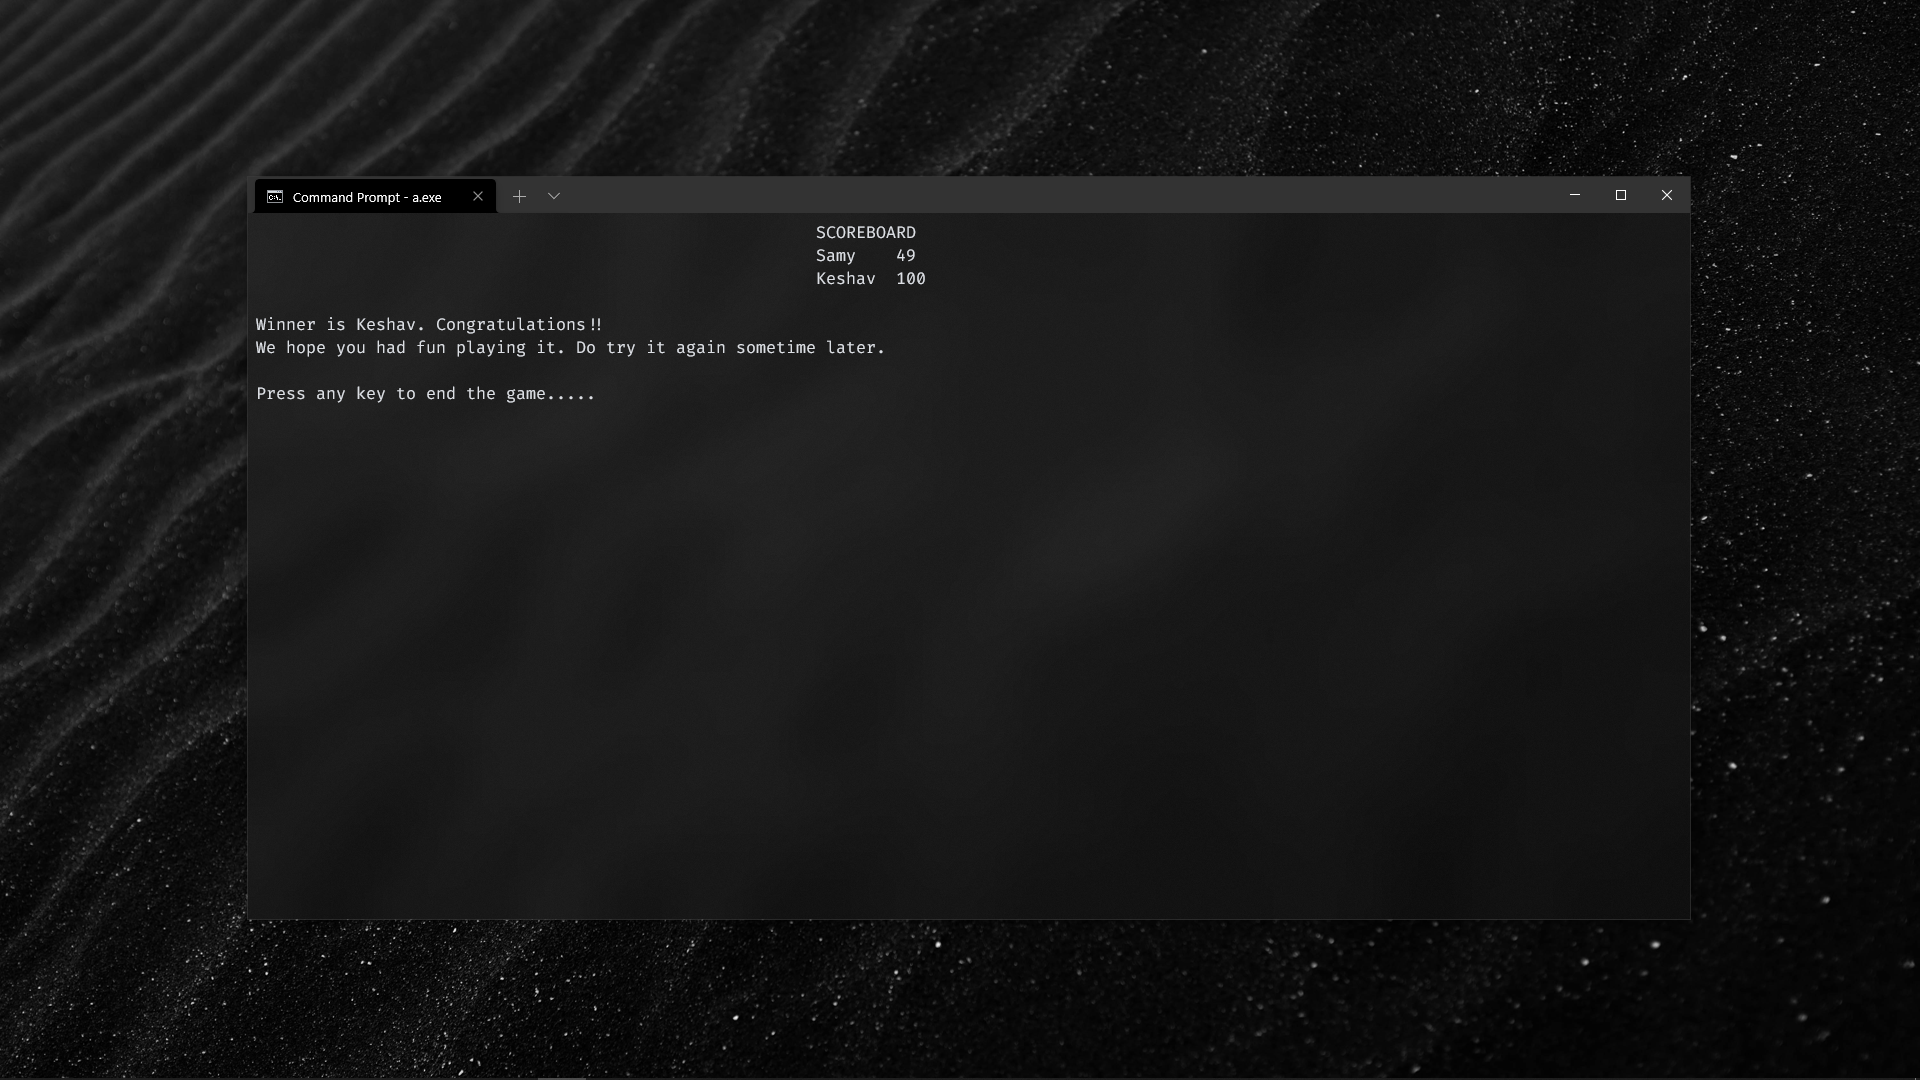 Command Prompt - a.exe
SCOREBOARD
Samy 49
Keshav 100
Winner is Keshav. Congratulations!!
We hope you had fun playing it. Do try it again sometime later.
Press any key to end the game.....